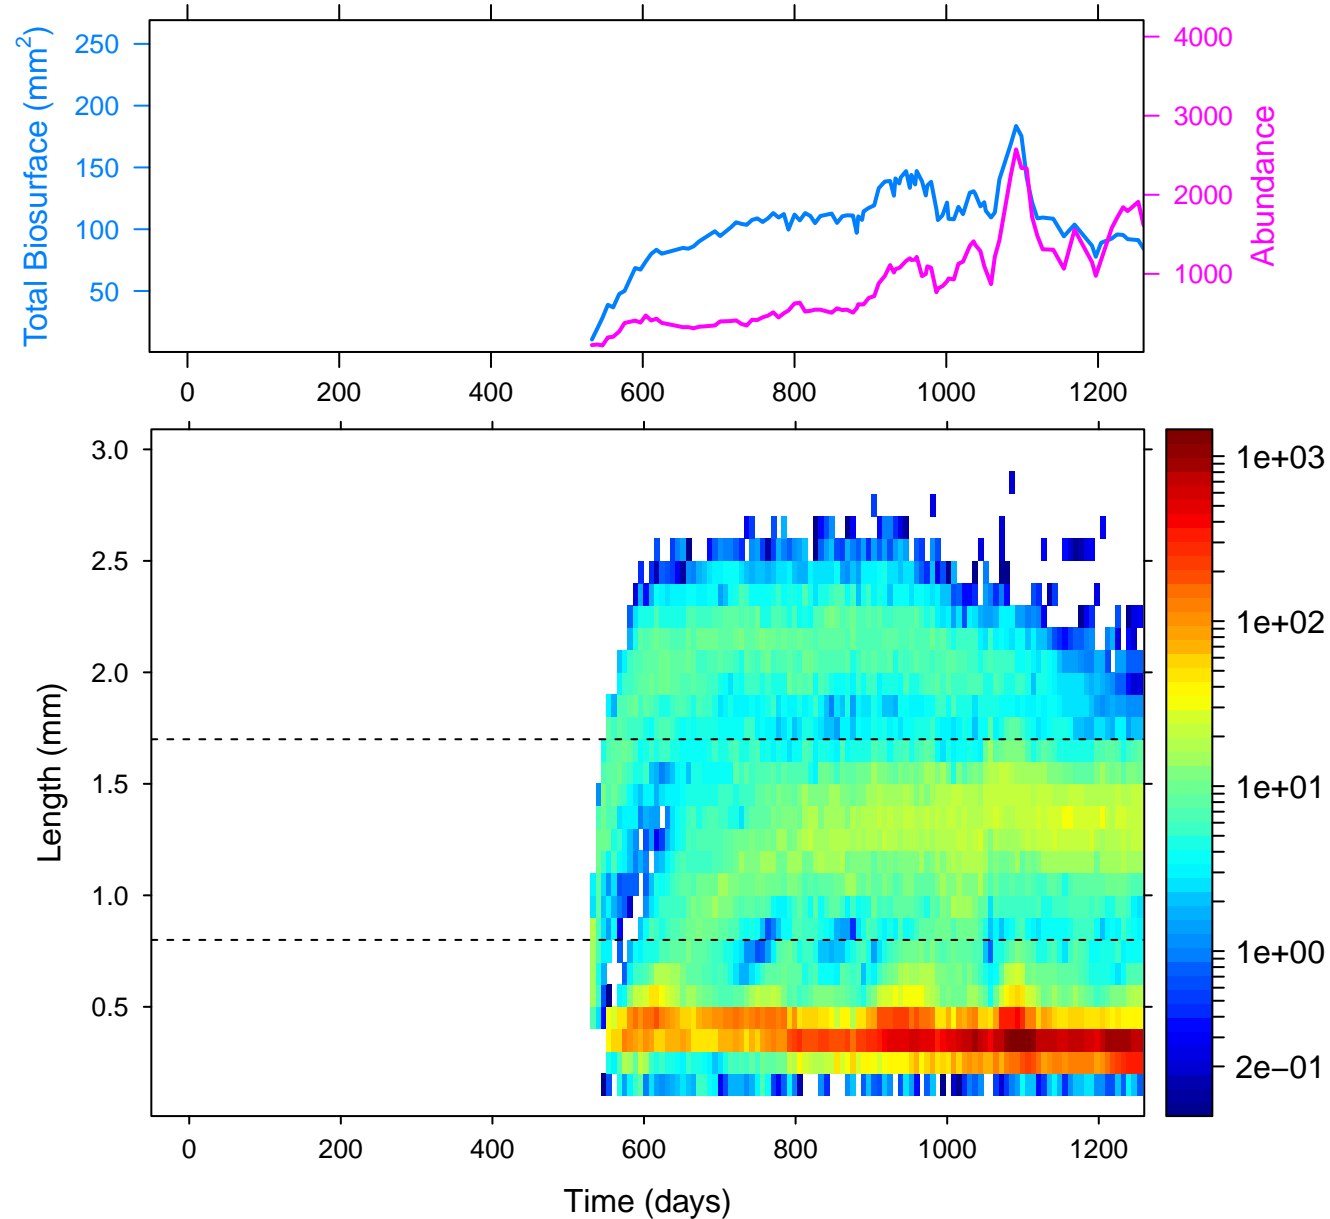 Total Biosurface (mm²)
250
200
150
100
50
4000
3000
2000
1000
Abundance
0 200 400 600 800 1000 1200
Length (mm)
3.0
2.5
2.0
1.5
1.0
0.5
0 200 400 600 800 1000 1200
Time (days)
1e+03
1e+02
1e+01
1e+00
2e−01